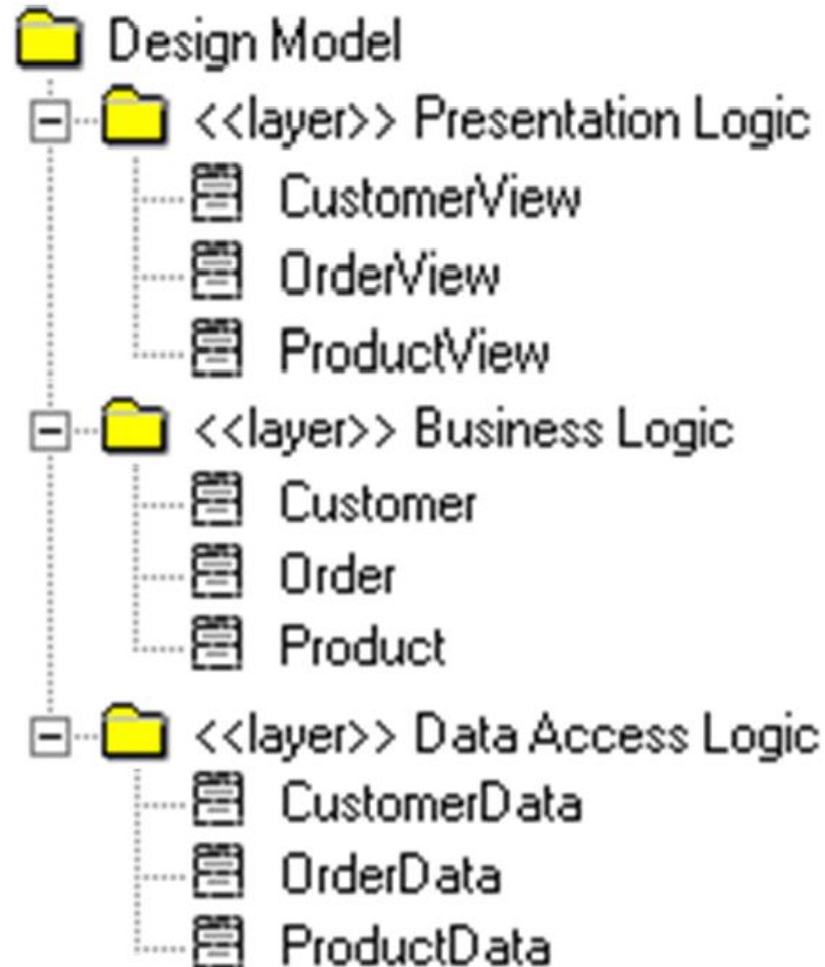 Design Model
<<layer>> Presentation Logic
CustomerView
OrderView
ProductView
<<layer>> Business Logic
Customer
Order
Product
<<layer>> Data Access Logic
CustomerData
OrderData
ProductData